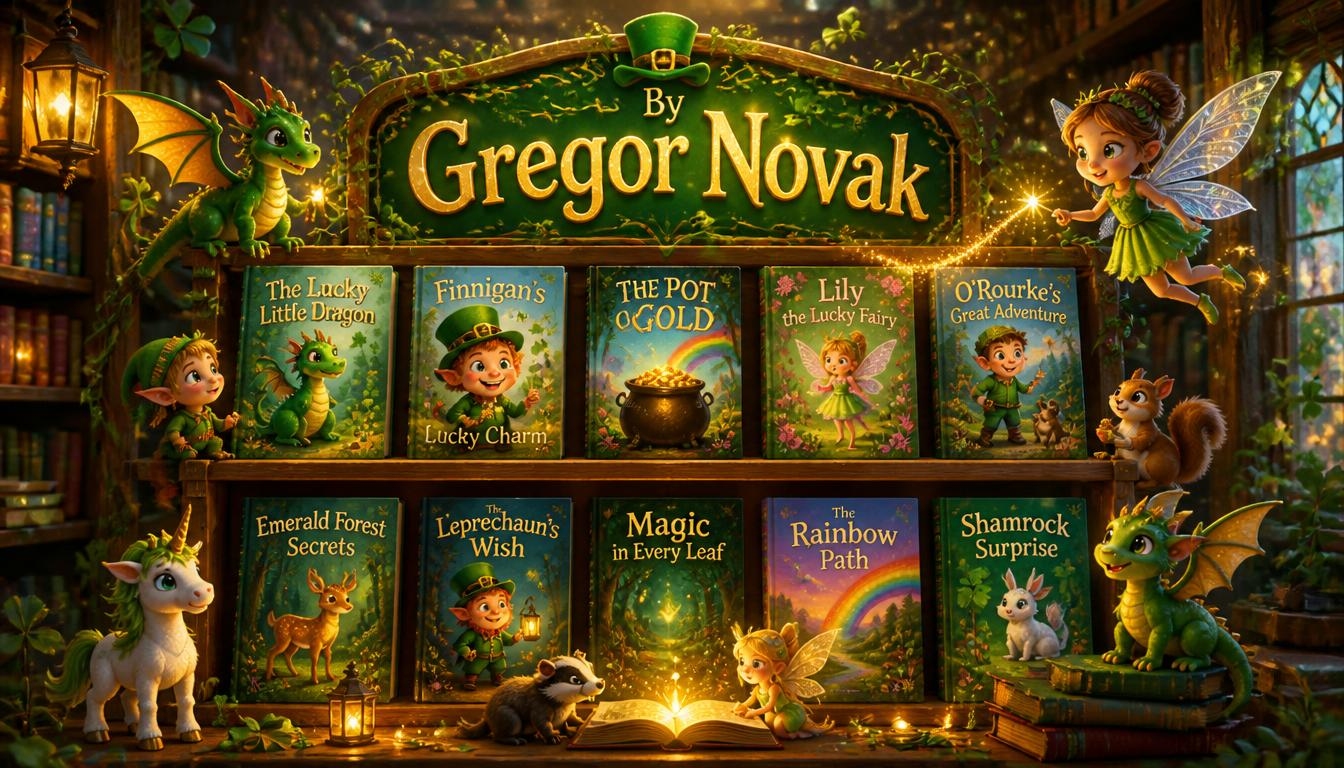 By
Gregor Novak
The Lucky
Little Dragon
Finnigan's
Lucky Charm
THE POT
OGOLD
Lily
the Lucky Fairy
O'Rourke's
Great Adventure
Emerald Forest
Secrets
The
Leprechaun's
Wish
Magic
in Every Leaf
The
Rainbow
Path
Shamrock
Surprise